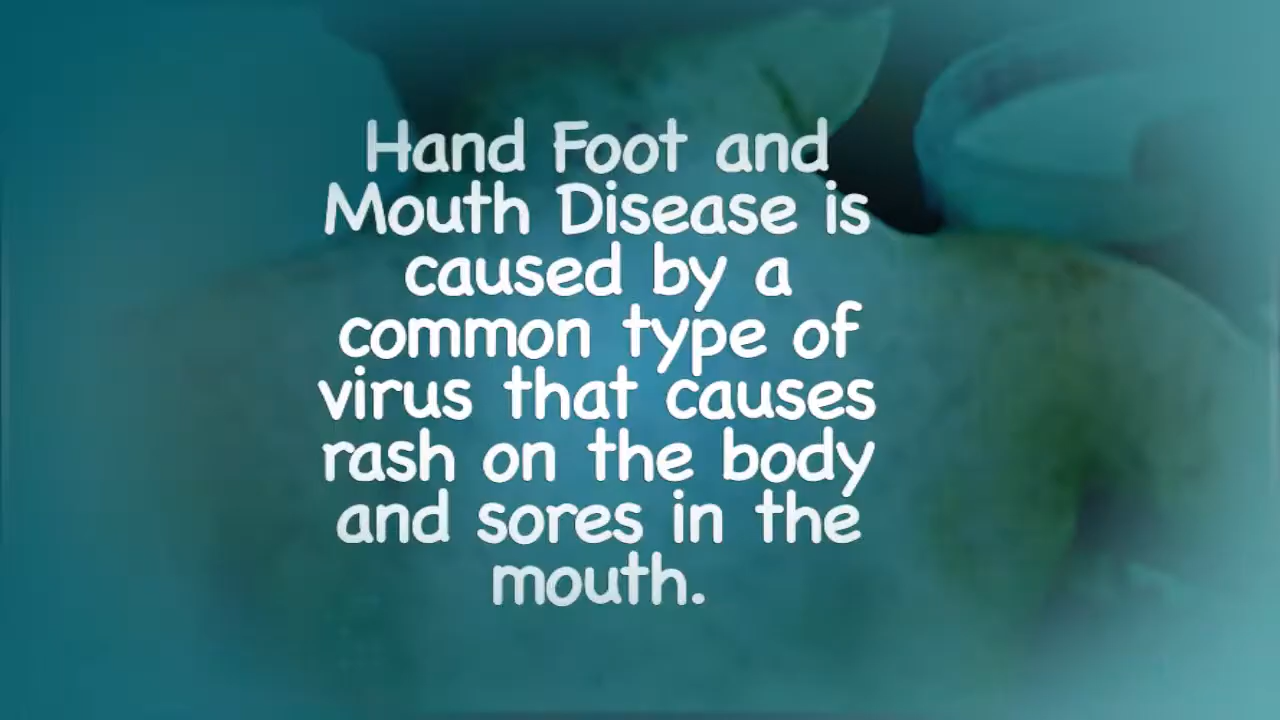 Hand Foot and
Mouth Disease is
caused by a
common type of
virus that causes
rash on the body
and sores in the
mouth.